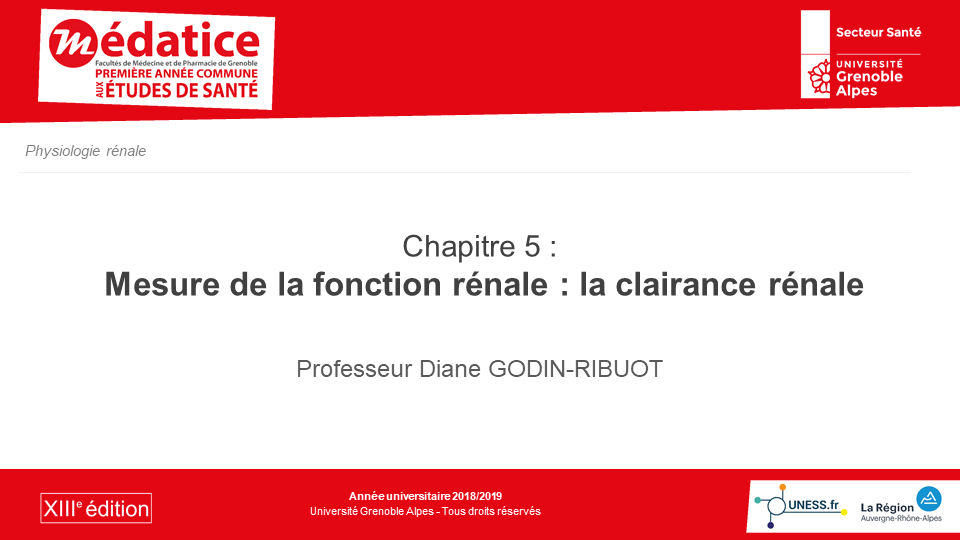 médatice
Facultés de Médecine et de Pharmacie de Grenoble
PREMIÈRE ANNÉE COMMUNE
AUX ÉTUDES DE SANTÉ
Secteur Santé
UNIVERSITÉ
Grenoble
Alpes
Physiologie rénale
Chapitre 5 :
Mesure de la fonction rénale : la clairance rénale
Professeur Diane GODIN-RIBUOT
XIIIe édition
Année universitaire 2018/2019
Université Grenoble Alpes - Tous droits réservés
UNESS.fr
La Région
Auvergne-Rhône-Alpes